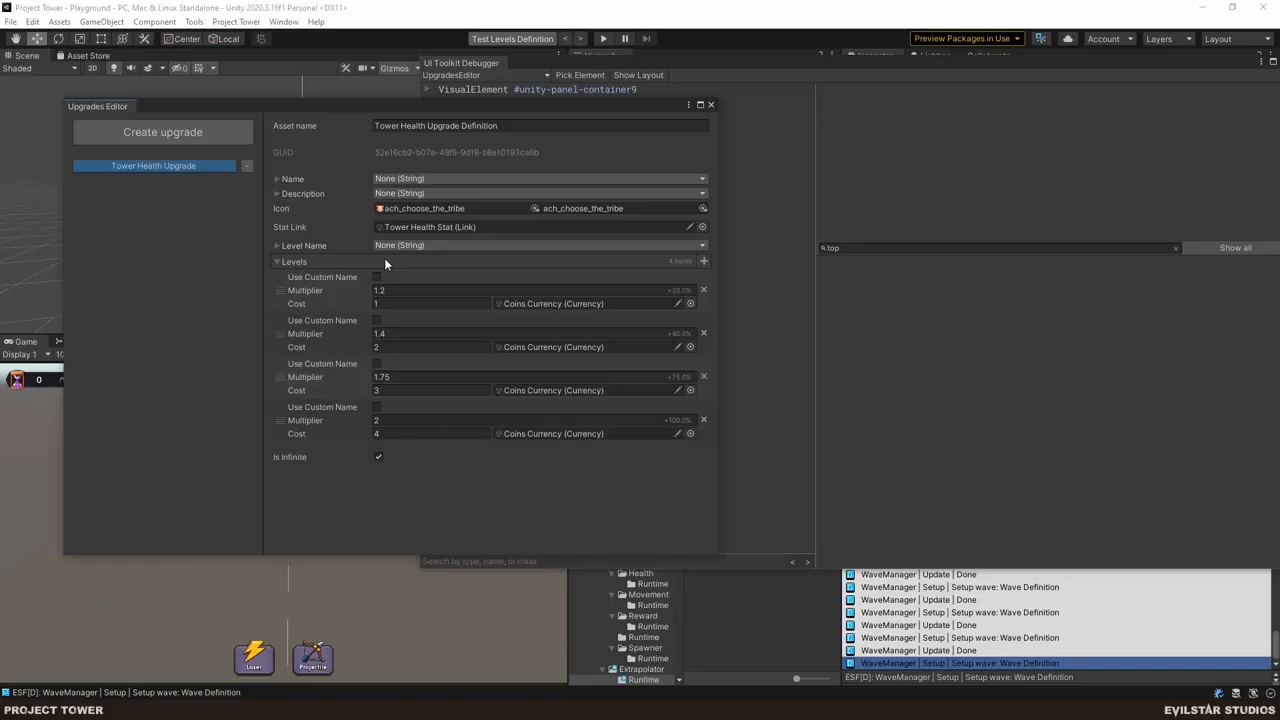 Project Tower - Playground - PC, Mac & Linux Standalone - Unity 2020.3.16f1 Personal <DX11>
File Edit Assets GameObject Component Tools Project Tower Window Help
Center Local Test Levels Definition Preview Packages in Use Account Layers Layout
Scene Asset Store
Shaded 2D 0 Gizmos
UI Toolkit Debugger
UpgradesEditor Pick Element Show Layout
VisualElement #unity-panel-container9
Upgrades Editor
Create upgrade
Tower Health Upgrade -
Asset name Tower Health Upgrade Definition
GUID 52e16cb2-b07e-48f5-9d19-b8e10193ca6b
Name None (String)
Description None (String)
Icon ach_choose_the_tribe ach_choose_the_tribe
Stat Link Tower Health Stat (Link)
Level Name None (String)
Levels 4 items
Use Custom Name
Multiplier 1.2 +20.0%
Cost 1 Coins Currency (Currency)
Use Custom Name
Multiplier 1.4 +40.0%
Cost 2 Coins Currency (Currency)
Use Custom Name
Multiplier 1.75 +75.0%
Cost 3 Coins Currency (Currency)
Use Custom Name
Multiplier 2 +100.0%
Cost 4 Coins Currency (Currency)
Is Infinite
top Show all
Game
Display 1
0
Search by type, name, or class < >
Laser Projectile
Health
Runtime
Movement
Runtime
Reward
Runtime
Runtime
Spawner
Runtime
Extrapolator
Runtime
WaveManager | Update | Done
WaveManager | Setup | Setup wave: Wave Definition
WaveManager | Update | Done
WaveManager | Setup | Setup wave: Wave Definition
WaveManager | Update | Done
WaveManager | Setup | Setup wave: Wave Definition
WaveManager | Update | Done
WaveManager | Setup | Setup wave: Wave Definition
ESF[D]: WaveManager | Setup | Setup wave: Wave Definition
ESF[D]: WaveManager | Setup | Setup wave: Wave Definition
PROJECT TOWER EVILSTAR STUDIOS